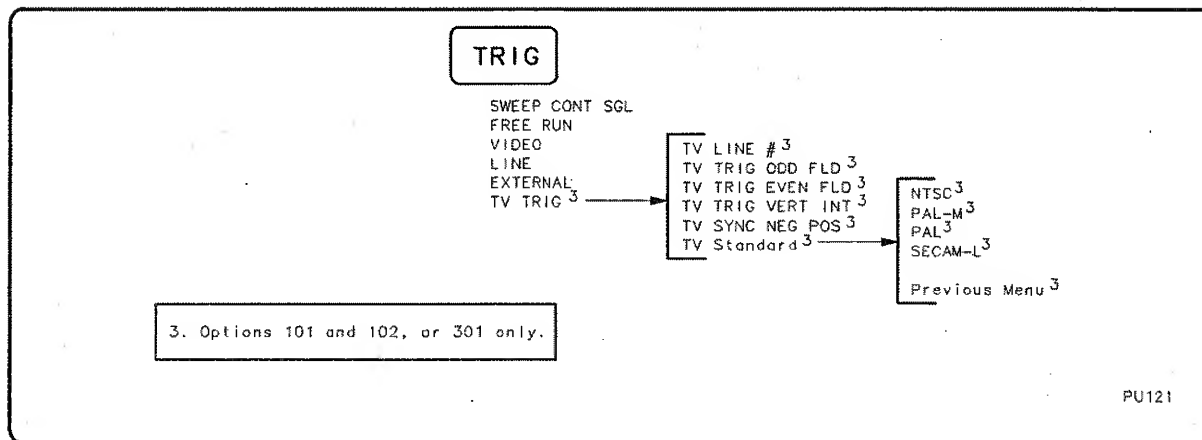 TRIG
SWEEP CONT SGL
FREE RUN
VIDEO
LINE
EXTERNAL
TV TRIG 3
TV LINE # 3
TV TRIG ODD FLD 3
TV TRIG EVEN FLD 3
TV TRIG VERT INT 3
TV SYNC NEG POS 3
TV Standard 3
NTSC 3
PAL-M 3
PAL 3
SECAM-L 3
Previous Menu 3
3. Options 101 and 102, or 301 only.
PU121